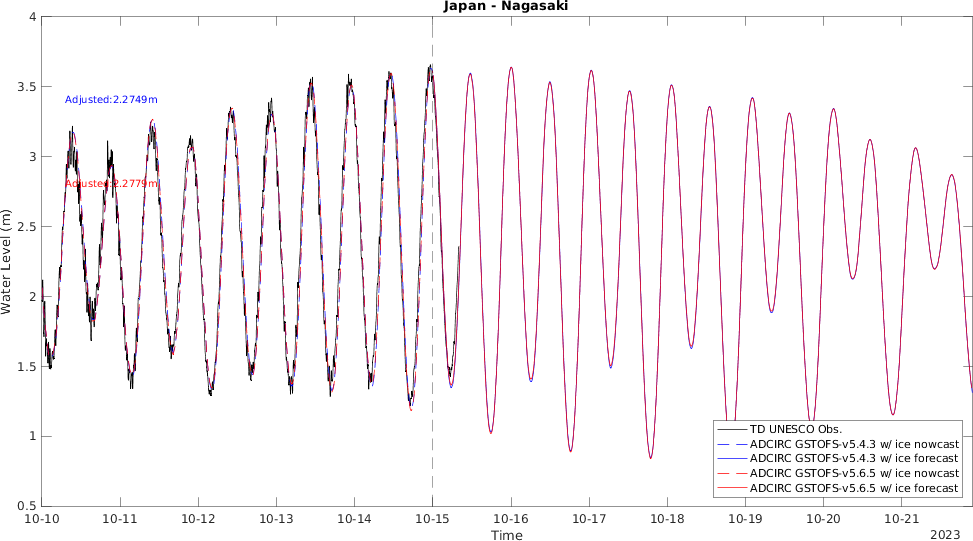 Japan - Nagasaki
4
3.5
3
2.5
2
1.5
1
0.5
Water Level (m)
Adjusted:2.2749m
Adjusted:2.2779m
TD UNESCO Obs.
ADCIRC GSTOFS-v5.4.3 w/ ice nowcast
ADCIRC GSTOFS-v5.4.3 w/ ice forecast
ADCIRC GSTOFS-v5.6.5 w/ ice nowcast
ADCIRC GSTOFS-v5.6.5 w/ ice forecast
10-10 10-11 10-12 10-13 10-14 10-15 10-16 10-17 10-18 10-19 10-20 10-21
Time
2023